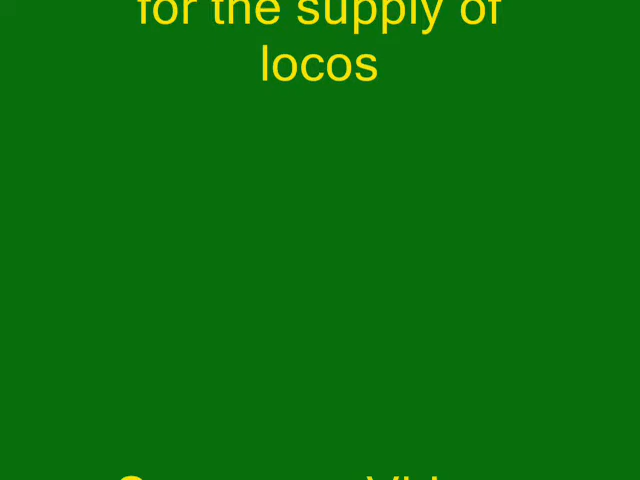 for the supply of
locos